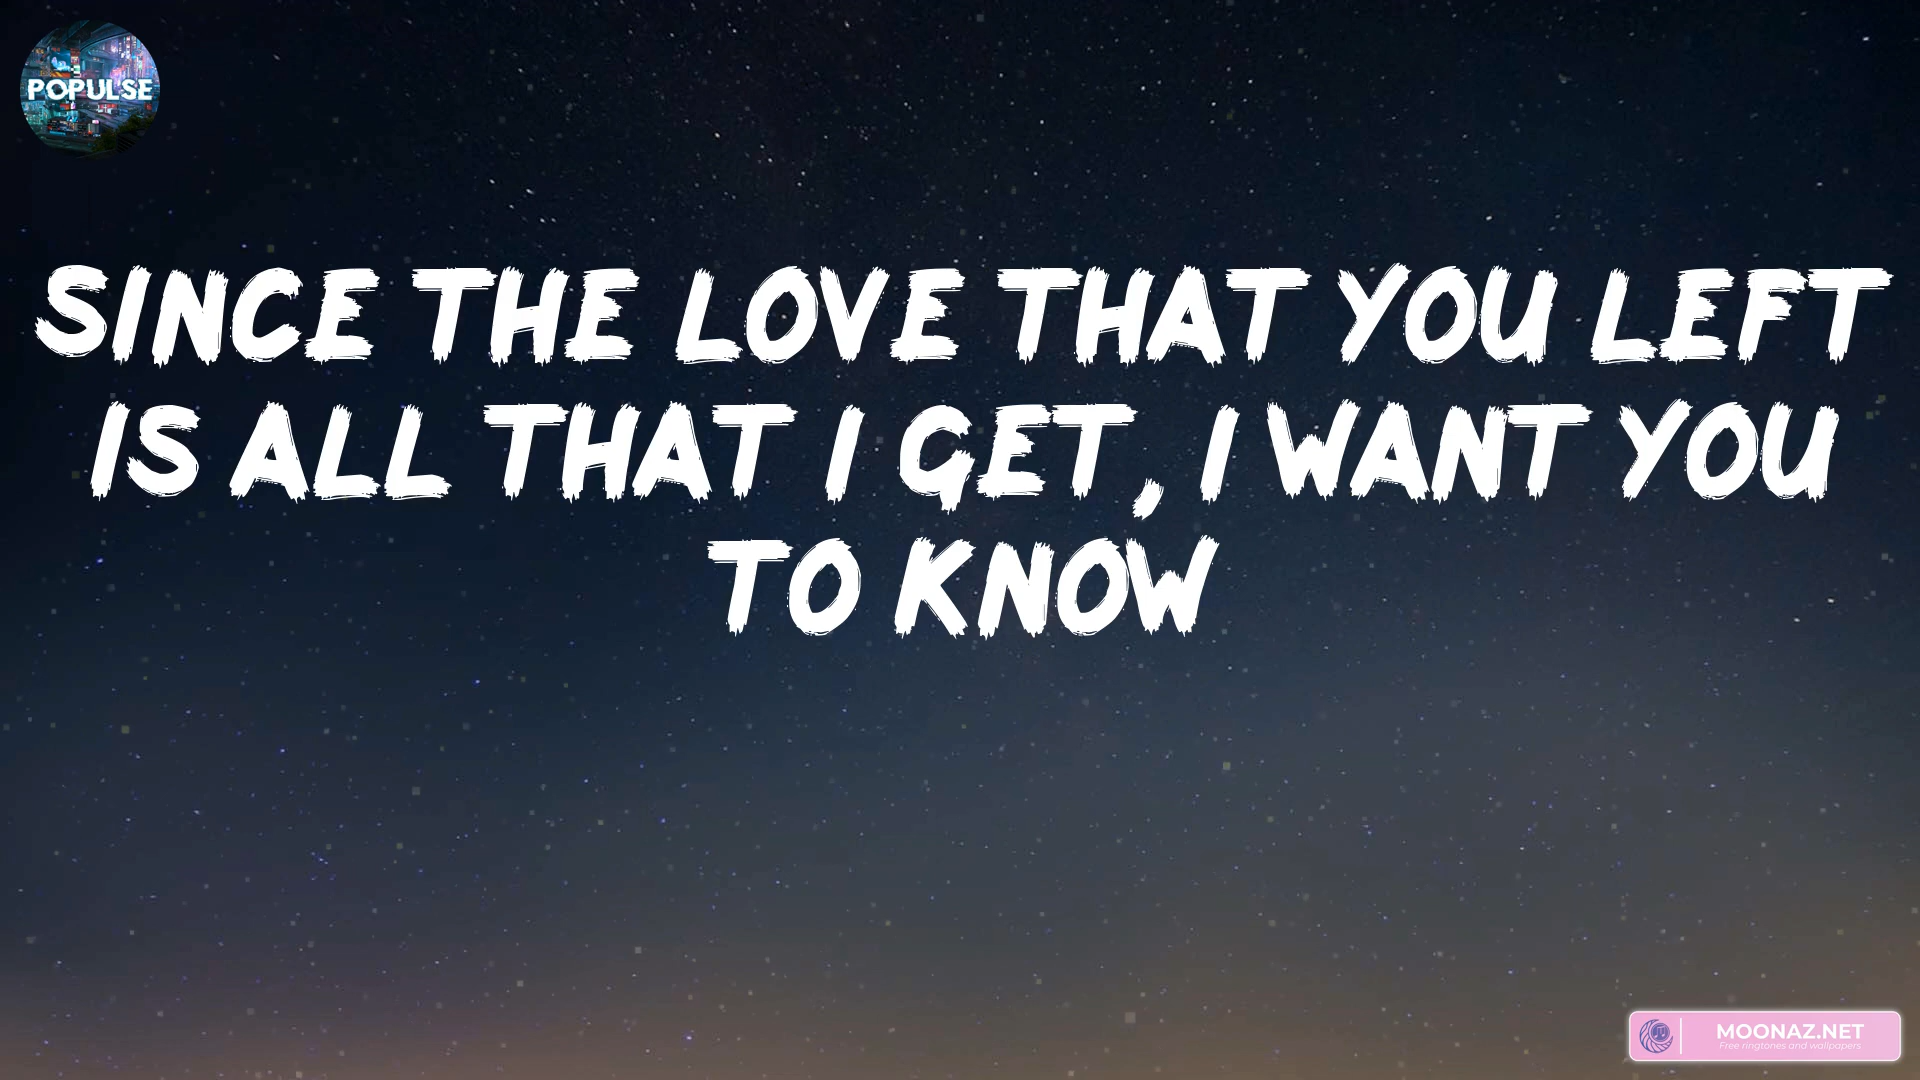 POPULSE
SINCE THE LOVE THAT YOU LEFT
IS ALL THAT I GET, I WANT YOU
TO KNOW
MOONAZ.NET
Free ringtones and wallpapers